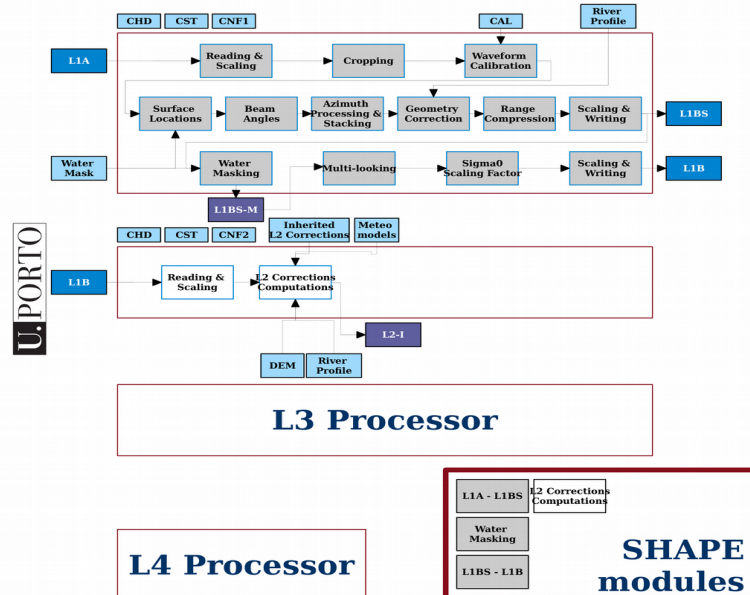 River
Profile
CHD
CST
CNF1
CAL
L1A
Reading &
Scaling
Cropping
Waveform
Calibration
Surface
Locations
Beam
Angles
Azimuth
Processing &
Stacking
Geometry
Correction
Range
Compression
Scaling &
Writing
L1BS
Water
Mask
Water
Masking
Multi-looking
Sigma0
Scaling Factor
Scaling &
Writing
L1B
L1BS-M
CHD
CST
CNF2
Inherited
L2 Corrections
Meteo
models
U.PORTO
L1B
Reading &
Scaling
L2 Corrections
Computations
L2-I
DEM
River
Profile
L3 Processor
L4 Processor
L1A - L1BS
L2 Corrections
Computations
Water
Masking
L1BS - L1B
SHAPE
modules